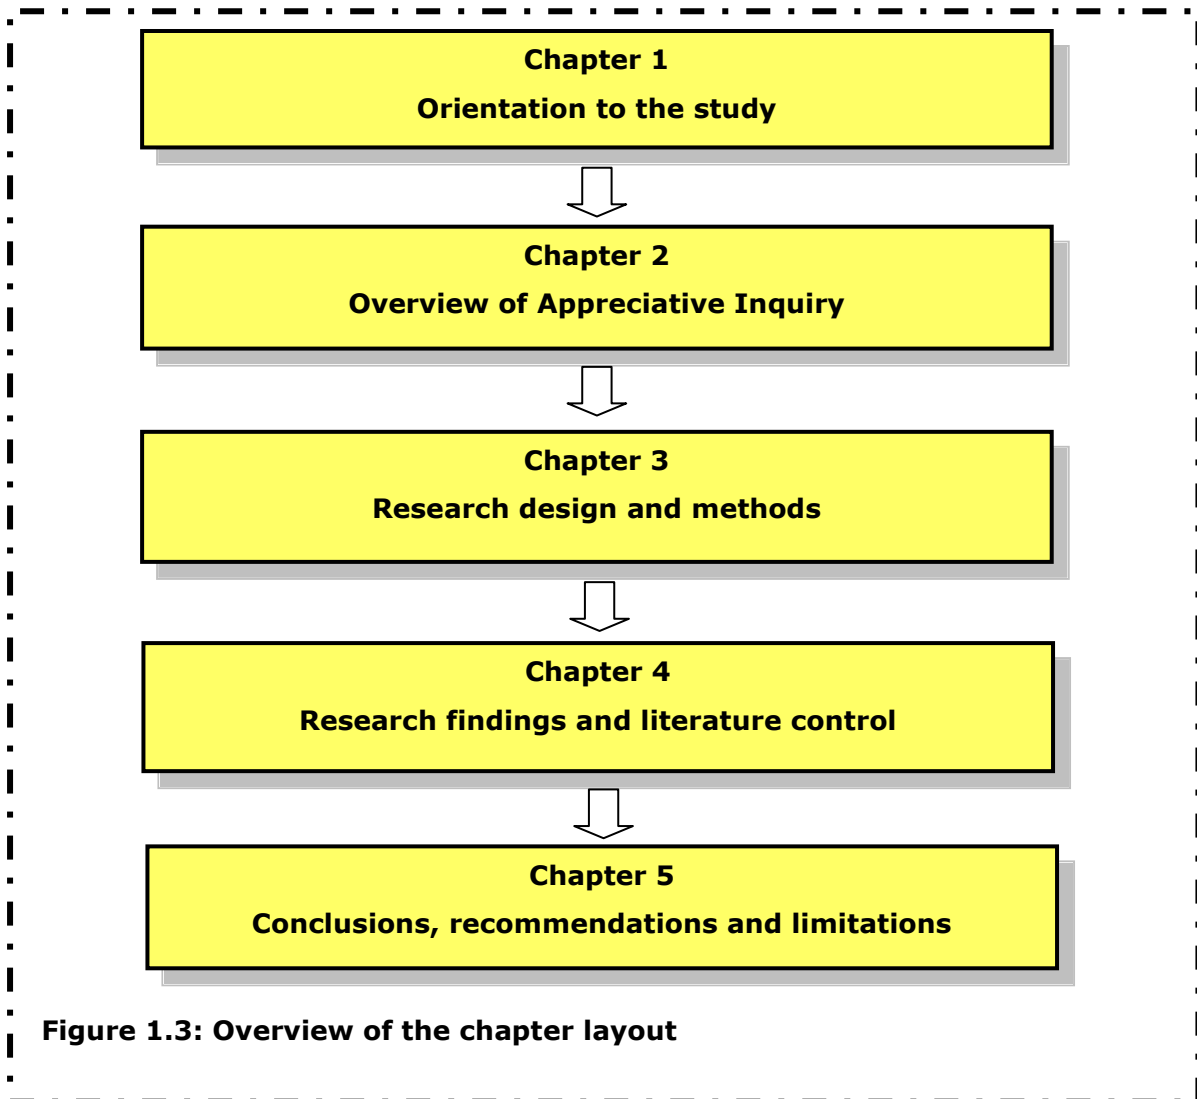 Chapter 1
Orientation to the study
Chapter 2
Overview of Appreciative Inquiry
Chapter 3
Research design and methods
Chapter 4
Research findings and literature control
Chapter 5
Conclusions, recommendations and limitations
Figure 1.3: Overview of the chapter layout